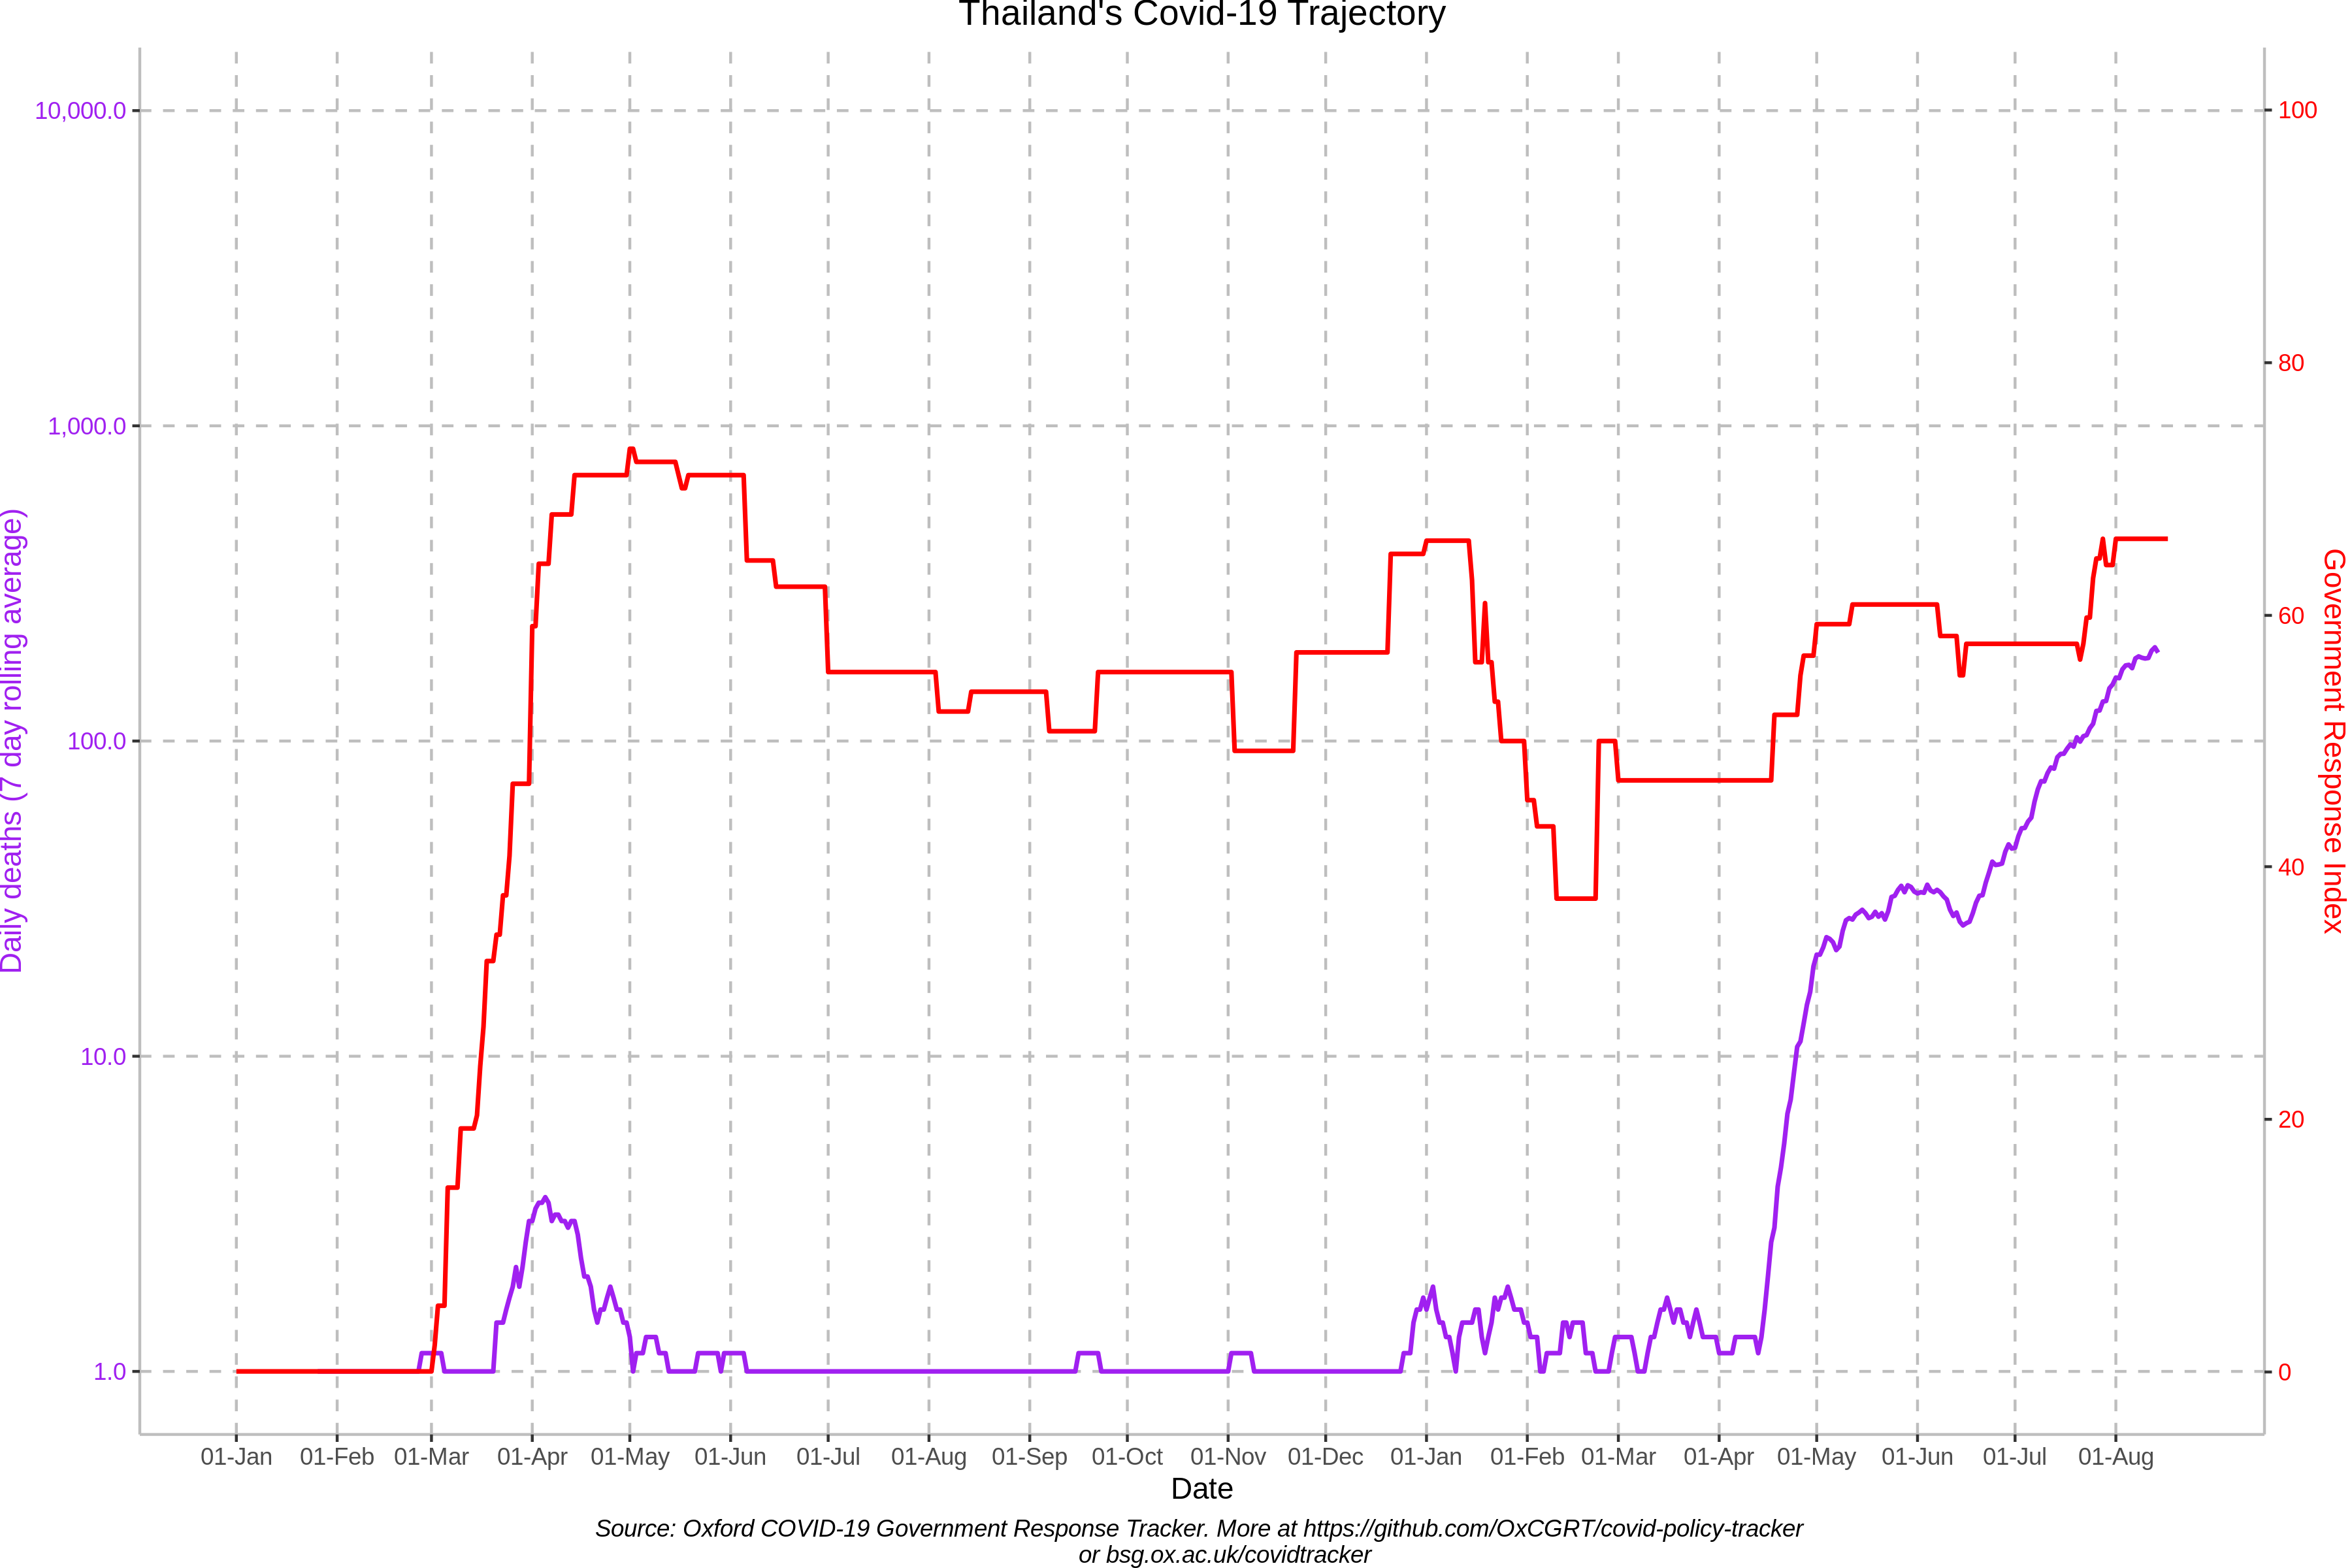 Thailand's Covid-19 Trajectory
10,000.0
1,000.0
100.0
10.0
1.0
Daily deaths (7 day rolling average)
100
80
60
40
20
0
Government Response Index
01-Jan 01-Feb 01-Mar 01-Apr 01-May 01-Jun 01-Jul 01-Aug 01-Sep 01-Oct 01-Nov 01-Dec 01-Jan 01-Feb 01-Mar 01-Apr 01-May 01-Jun 01-Jul 01-Aug
Date
Source: Oxford COVID-19 Government Response Tracker. More at https://github.com/OxCGRT/covid-policy-tracker
or bsg.ox.ac.uk/covidtracker